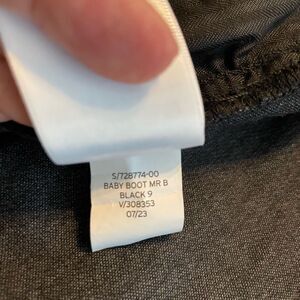 S/728774-00
BABY BOOT MR B
BLACK 9
V/308353
07/23